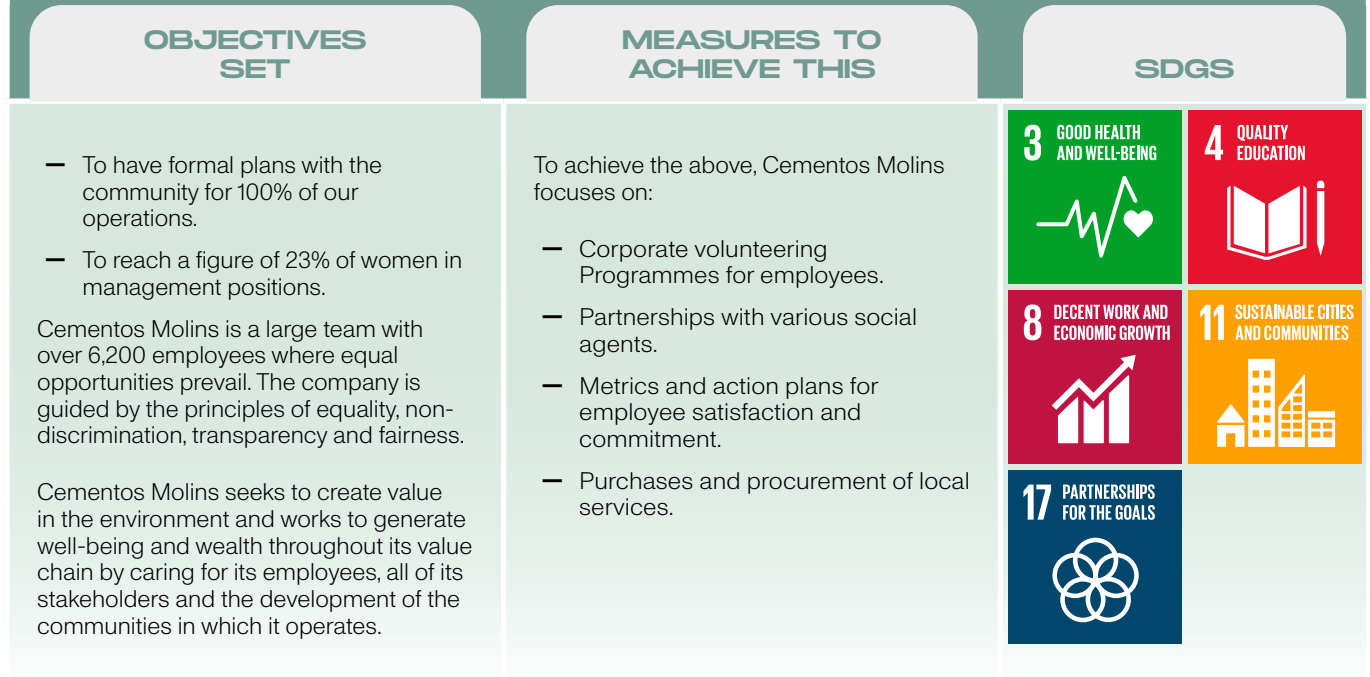 OBJECTIVES
SET
— To have formal plans with the
community for 100% of our
operations.
— To reach a figure of 23% of women in
management positions.
Cementos Molins is a large team with
over 6,200 employees where equal
opportunities prevail. The company is
guided by the principles of equality, non-
discrimination, transparency and fairness.
Cementos Molins seeks to create value
in the environment and works to generate
well-being and wealth throughout its value
chain by caring for its employees, all of its
stakeholders and the development of the
communities in which it operates.
MEASURES TO
ACHIEVE THIS
To achieve the above, Cementos Molins
focuses on:
— Corporate volunteering
Programmes for employees.
— Partnerships with various social
agents.
— Metrics and action plans for
employee satisfaction and
commitment.
— Purchases and procurement of local
services.
SDGS
3 GOOD HEALTH
AND WELL-BEING
4 QUALITY
EDUCATION
8 DECENT WORK AND
ECONOMIC GROWTH
11 SUSTAINABLE CITIES
AND COMMUNITIES
17 PARTNERSHIPS
FOR THE GOALS